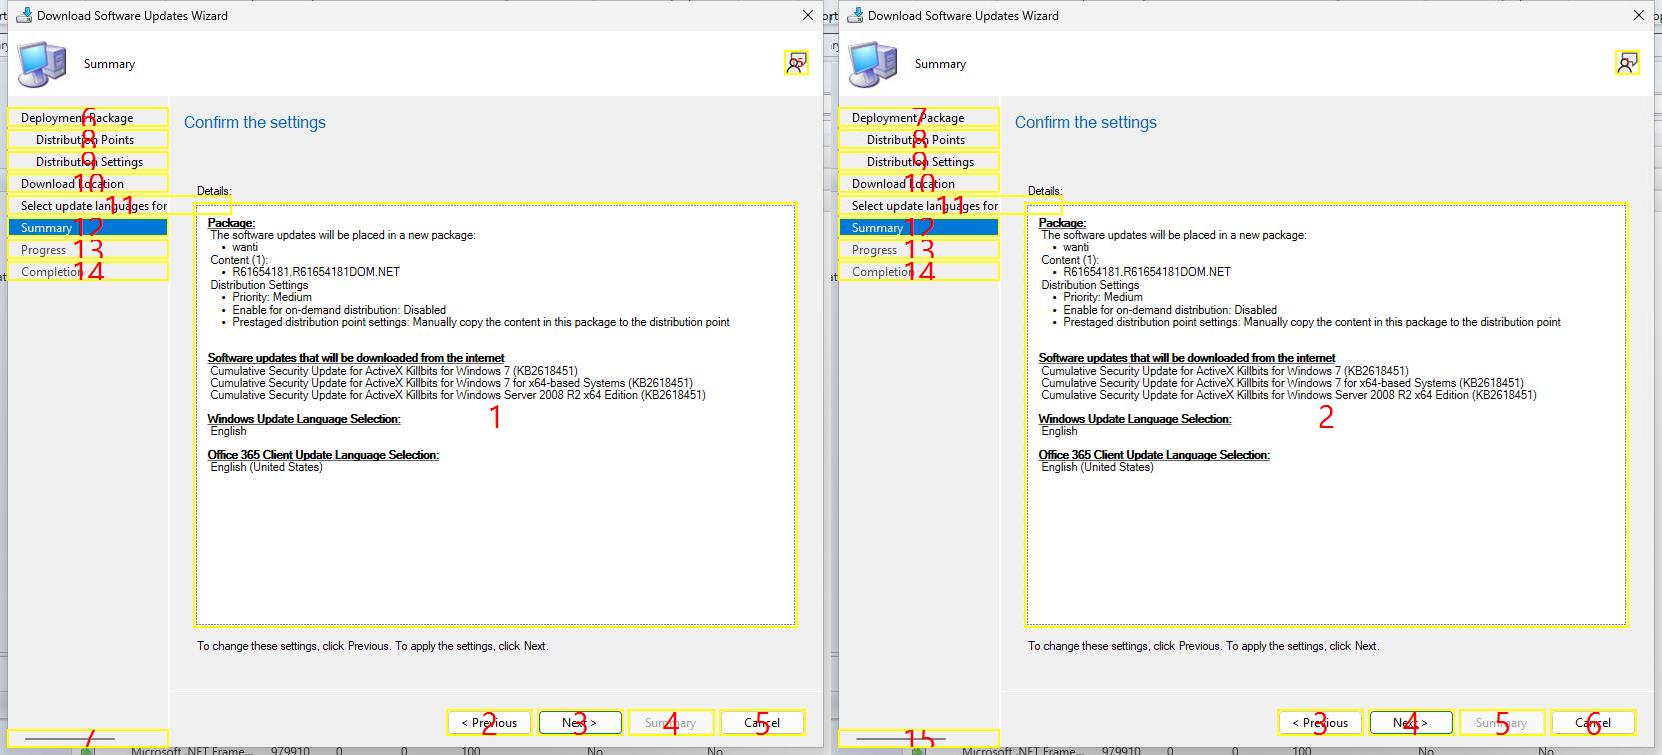 Download Software Updates Wizard
Summary
Deployment Package
Distribution Points
Distribution Settings
Download Location
Select update languages for
Summary
Progress
Completion
6
8
9
10
11
12
13
14
Confirm the settings
Details:
Package:
The software updates will be placed in a new package:
• wanti
Content (1):
• R61654181.R61654181DOM.NET
Distribution Settings
• Priority: Medium
• Enable for on-demand distribution: Disabled
• Prestaged distribution point settings: Manually copy the content in this package to the distribution point
Software updates that will be downloaded from the internet
Cumulative Security Update for ActiveX Killbits for Windows 7 (KB2618451)
Cumulative Security Update for ActiveX Killbits for Windows 7 for x64-based Systems (KB2618451)
Cumulative Security Update for ActiveX Killbits for Windows Server 2008 R2 x64 Edition (KB2618451)
1
Windows Update Language Selection:
English
Office 365 Client Update Language Selection:
English (United States)
To change these settings, click Previous. To apply the settings, click Next.
< Previous Next > Summary Cancel
2 3 4 5
7
Microsoft .NET Frame... 979910 0 0 100 No No
Download Software Updates Wizard
Summary
Deployment Package
Distribution Points
Distribution Settings
Download Location
Select update languages for
Summary
Progress
Completion
7
8
9
10
11
12
13
14
Confirm the settings
Details:
Package:
The software updates will be placed in a new package:
• wanti
Content (1):
• R61654181.R61654181DOM.NET
Distribution Settings
• Priority: Medium
• Enable for on-demand distribution: Disabled
• Prestaged distribution point settings: Manually copy the content in this package to the distribution point
Software updates that will be downloaded from the internet
Cumulative Security Update for ActiveX Killbits for Windows 7 (KB2618451)
Cumulative Security Update for ActiveX Killbits for Windows 7 for x64-based Systems (KB2618451)
Cumulative Security Update for ActiveX Killbits for Windows Server 2008 R2 x64 Edition (KB2618451)
2
Windows Update Language Selection:
English
Office 365 Client Update Language Selection:
English (United States)
To change these settings, click Previous. To apply the settings, click Next.
< Previous Next > Summary Cancel
3 4 5 6
15
Microsoft .NET Frame... 979910 0 0 100 No No